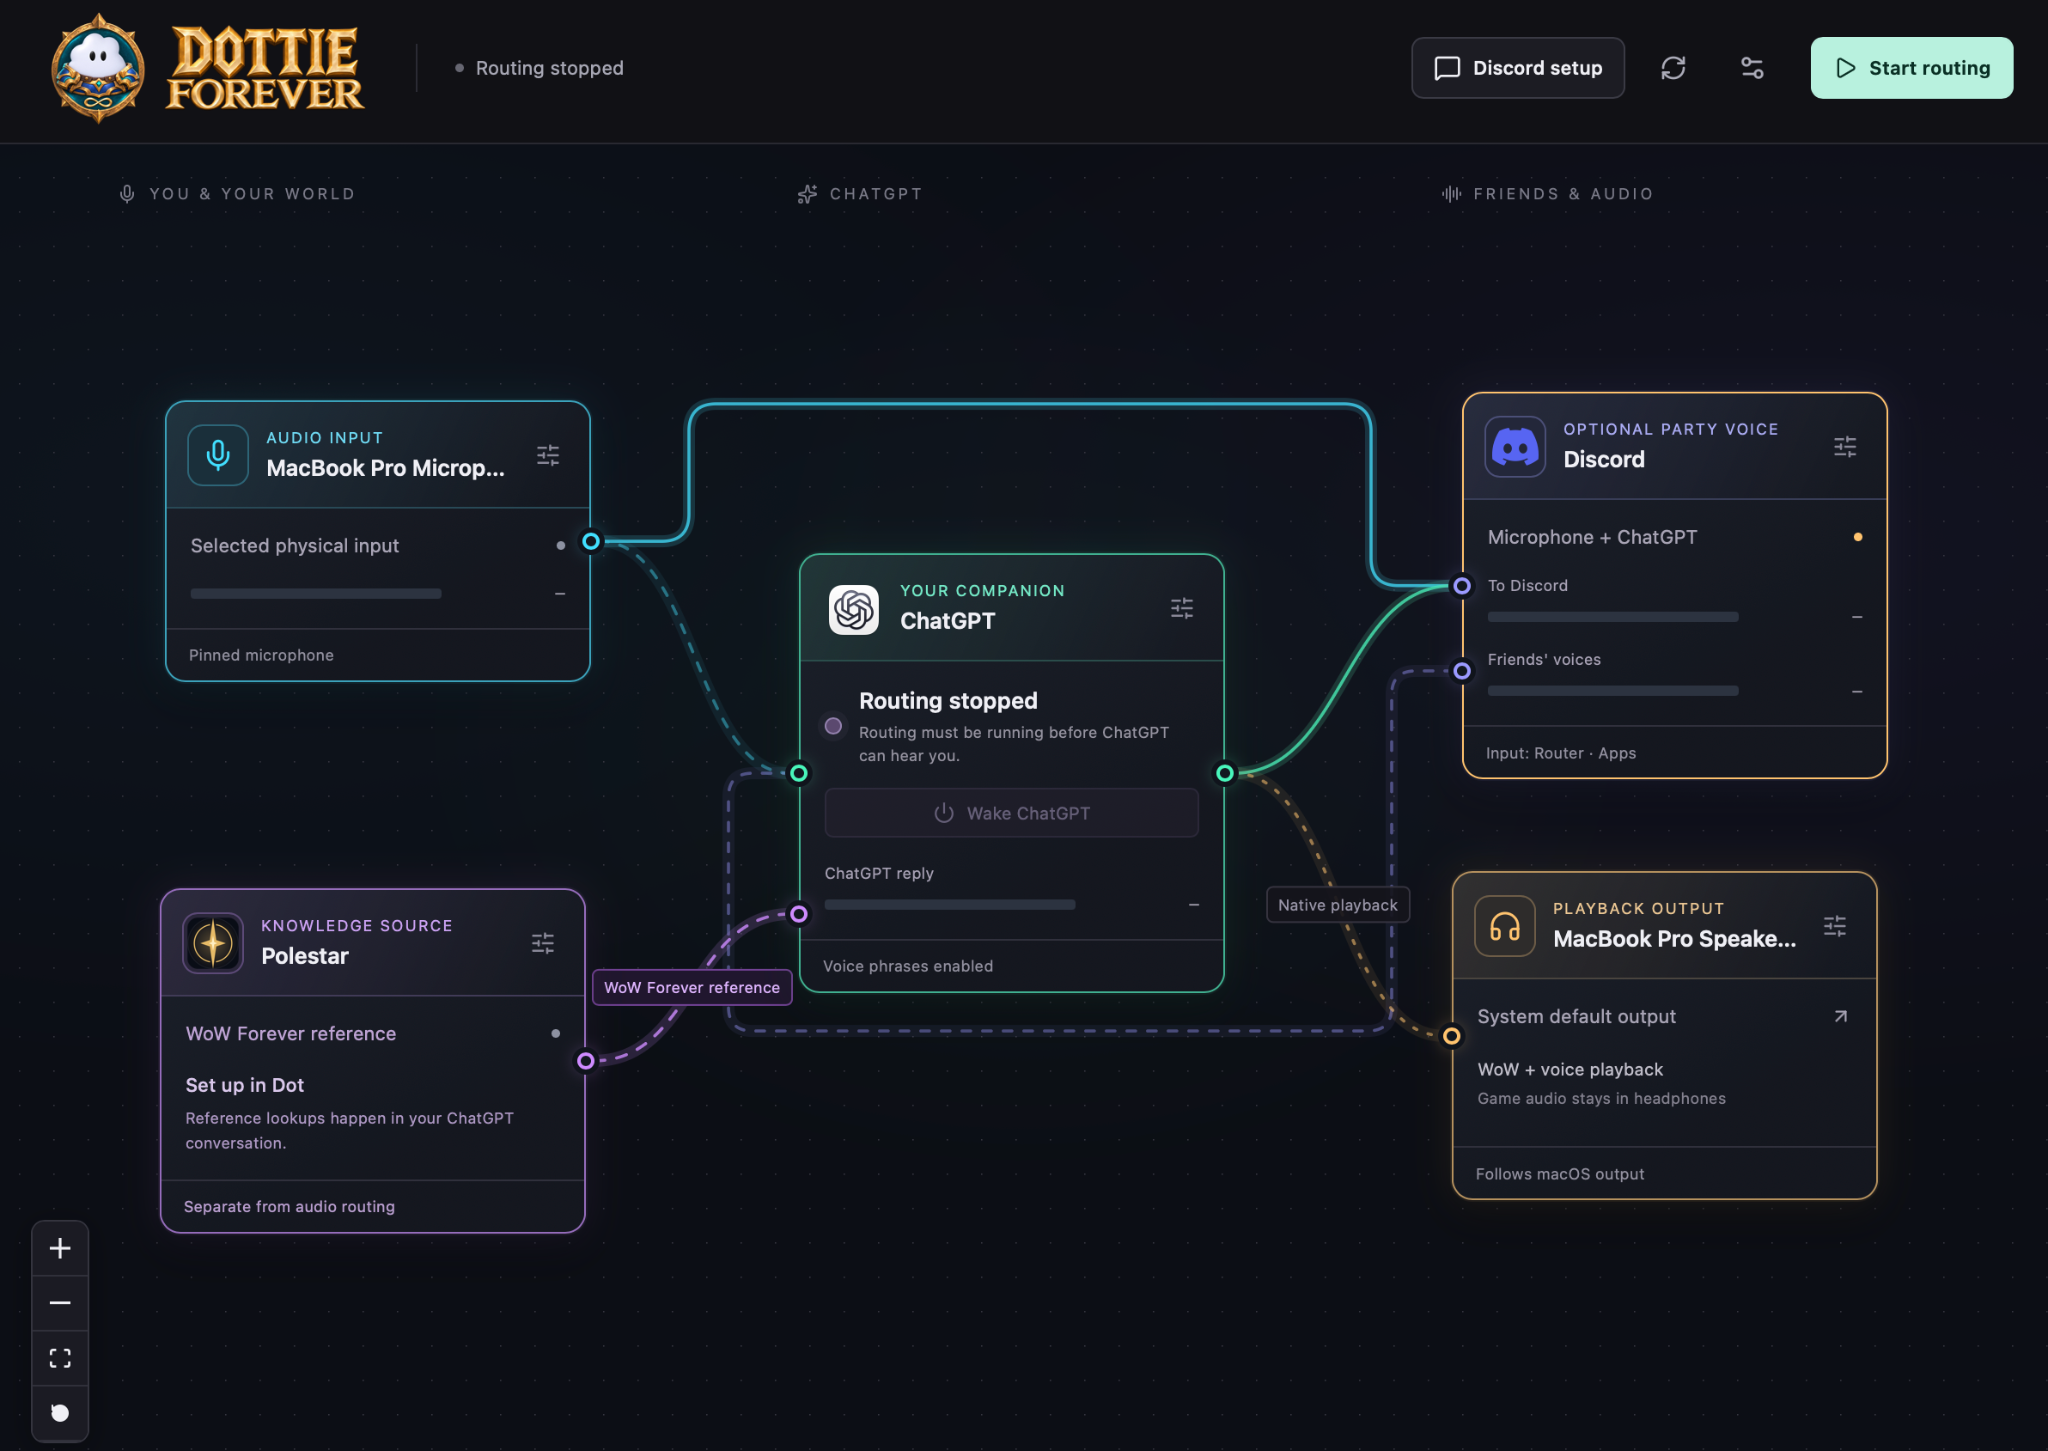 DOTTIE
FOREVER
Routing stopped
Discord setup
Start routing
YOU & YOUR WORLD
CHATGPT
FRIENDS & AUDIO
AUDIO INPUT
MacBook Pro Microp...
Selected physical input
–
Pinned microphone
YOUR COMPANION
ChatGPT
Routing stopped
Routing must be running before ChatGPT
can hear you.
Wake ChatGPT
ChatGPT reply
–
Voice phrases enabled
OPTIONAL PARTY VOICE
Discord
Microphone + ChatGPT
To Discord
–
Friends' voices
–
Input: Router · Apps
KNOWLEDGE SOURCE
Polestar
WoW Forever reference
Set up in Dot
Reference lookups happen in your ChatGPT
conversation.
Separate from audio routing
WoW Forever reference
Native playback
PLAYBACK OUTPUT
MacBook Pro Speake...
System default output
WoW + voice playback
Game audio stays in headphones
Follows macOS output